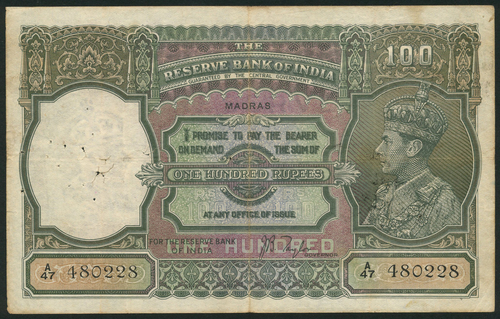 THE
RESERVE BANK OF INDIA
GUARANTEED BY THE CENTRAL GOVERNMENT
100
MADRAS
I PROMISE TO PAY THE BEARER
ON DEMAND THE SUM OF
ONE HUNDRED RUPEES
AT ANY OFFICE OF ISSUE
FOR THE RESERVE BANK
OF INDIA
HUNDRED
J B Taylor
GOVERNOR
A/47 480228
A/47 480228